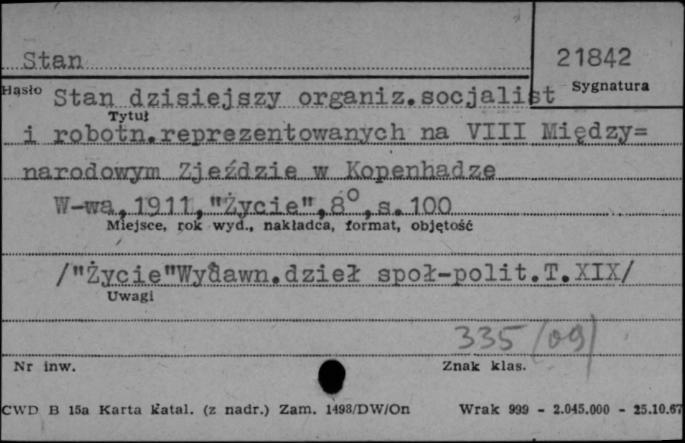 Stan
21842
Hasło
Sygnatura
Stan dzisiejszy organiz.socjalist
Tytuł
i robotn.reprezentowanych na VIII Między=
narodowym Zjeździe w Kopenhadze
W-wa,1911,"Życie",8°,s.100
Miejsce, rok wyd., nakładca, format, objętość
/"Życie"Wydawn.dzieł społ-polit.T.XIX/
Uwagi
335(09)
Nr inw.
Znak klas.
CWD B 15a Karta katal. (z nadr.) Zam. 1493/DW/On
Wrak 999 - 2.045.000 - 25.10.67